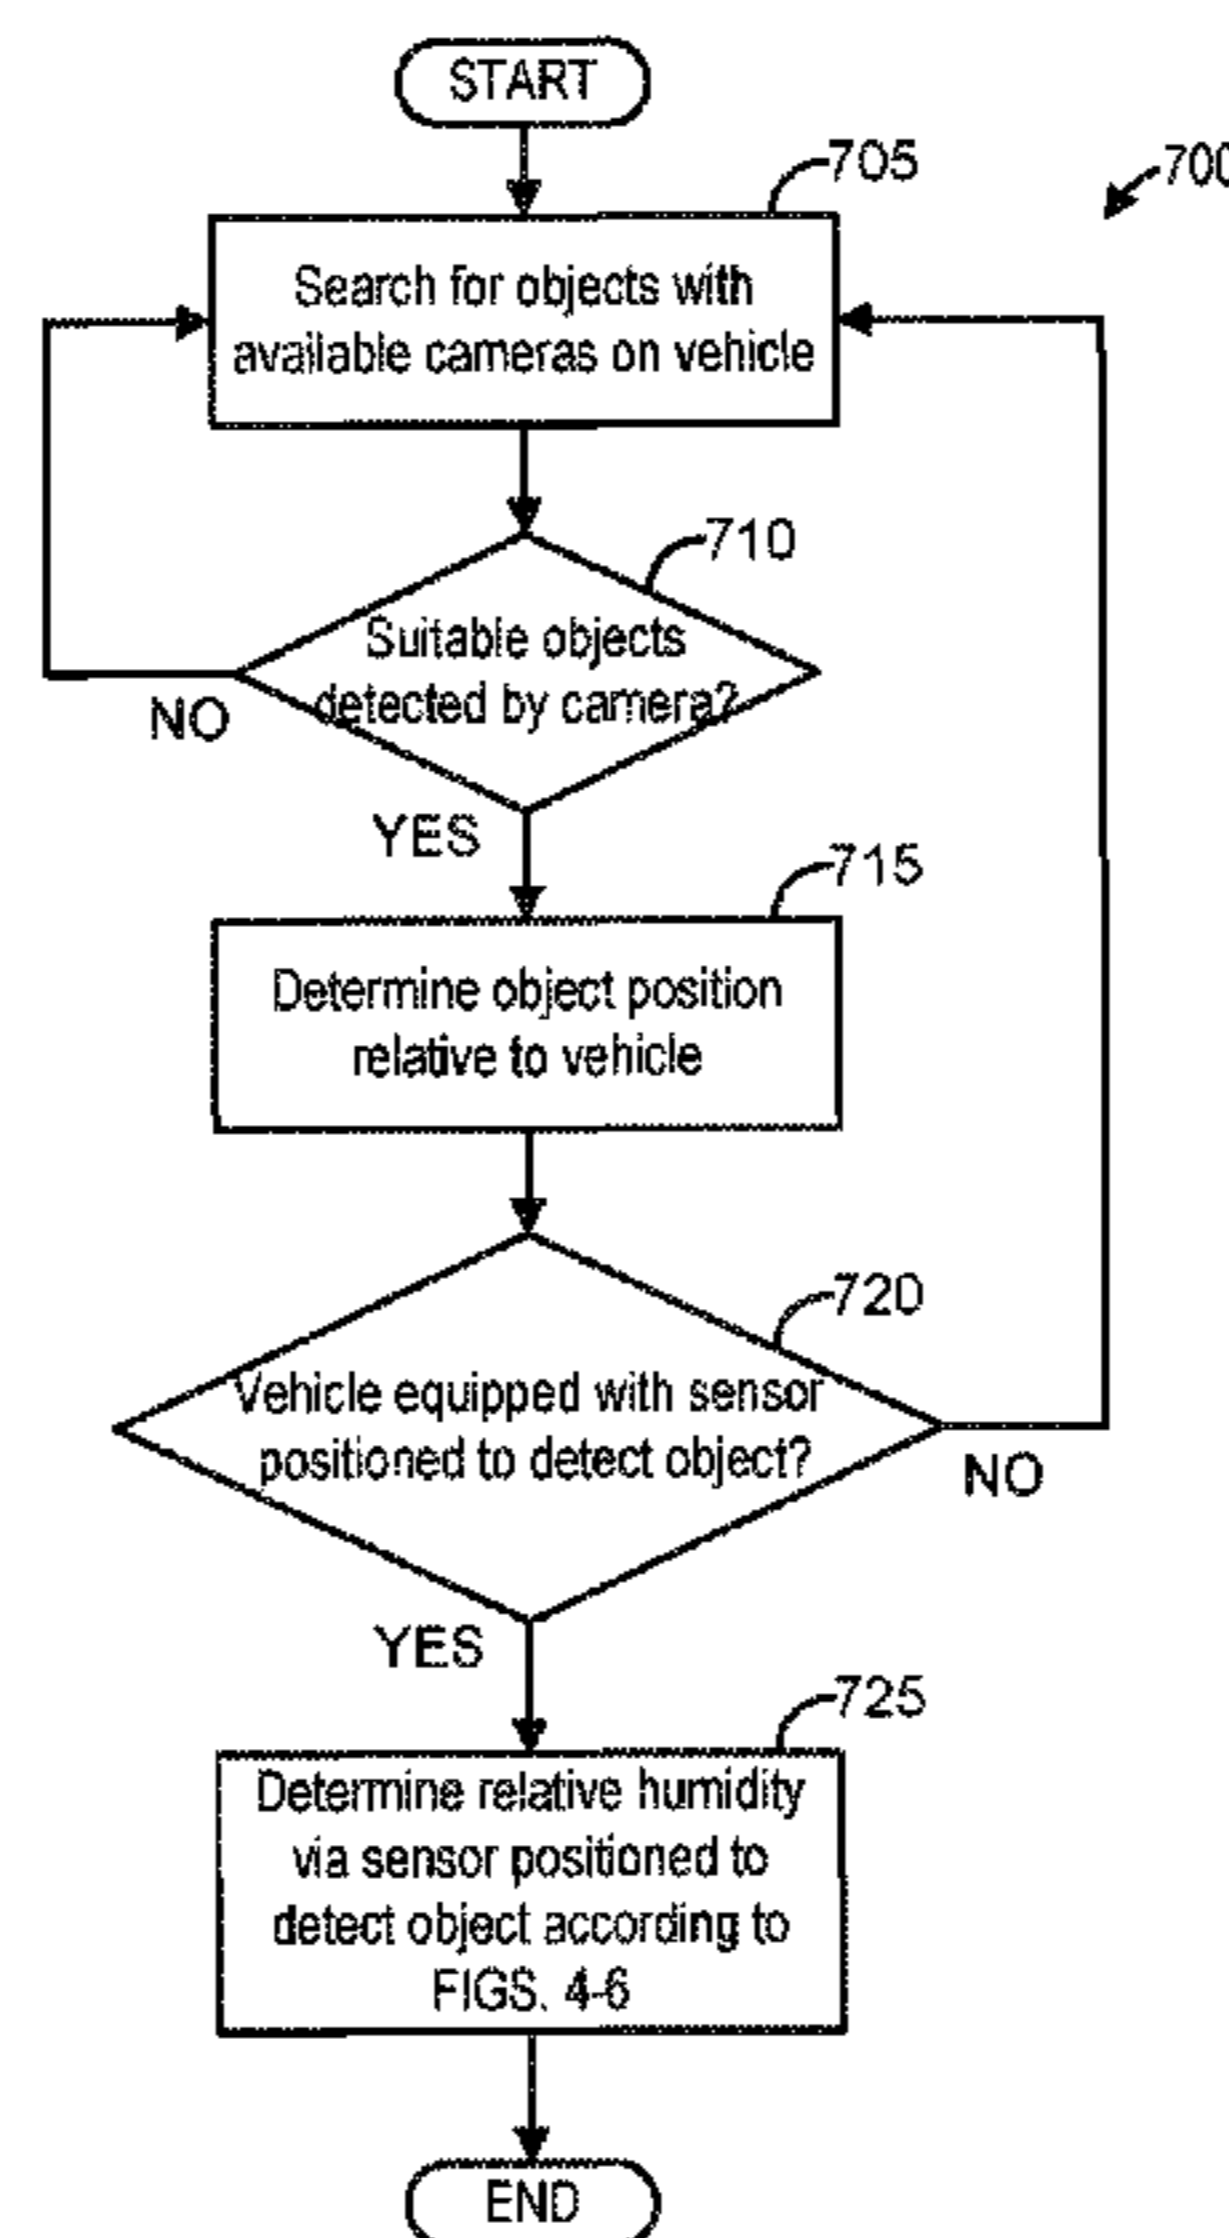 START
705
700
Search for objects with
available cameras on vehicle
710
Suitable objects
detected by camera?
NO
YES
715
Determine object position
relative to vehicle
720
Vehicle equipped with sensor
positioned to detect object?
NO
YES
725
Determine relative humidity
via sensor positioned to
detect object according to
FIGS. 4-6
END